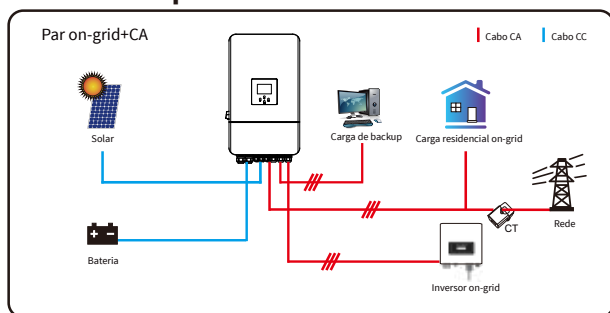 Par on-grid+CA
Cabo CA
Cabo CC
Solar
Carga de backup
Carga residencial on-grid
CT
Rede
Bateria
Inversor on-grid